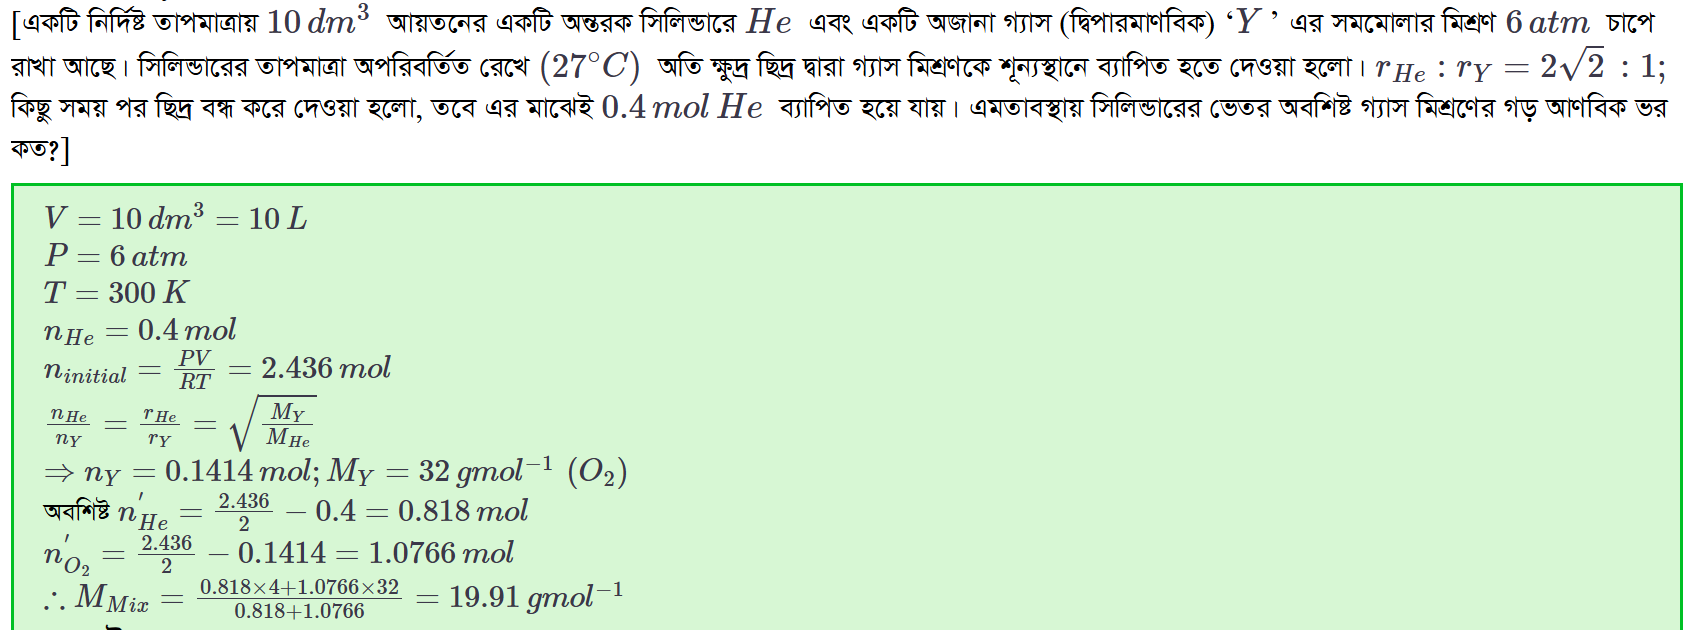 [একটি নির্দিষ্ট তাপমাত্রায় 10 dm³ আয়তনের একটি অন্তরক সিলিন্ডারে He এবং একটি অজানা গ্যাস (দ্বিপারমাণবিক) ‘Y’ এর সমমোলার মিশ্রণ 6 atm চাপে
রাখা আছে। সিলিন্ডারের তাপমাত্রা অপরিবর্তিত রেখে (27°C) অতি ক্ষুদ্র ছিদ্র দ্বারা গ্যাস মিশ্রণকে শূন্যস্থানে ব্যাপিত হতে দেওয়া হলো। r_He : r_Y = 2√2 : 1;
কিছু সময় পর ছিদ্র বন্ধ করে দেওয়া হলো, তবে এর মাঝেই 0.4 mol He ব্যাপিত হয়ে যায়। এমতাবস্থায় সিলিন্ডারের ভেতর অবশিষ্ট গ্যাস মিশ্রণের গড় আণবিক ভর
কত?]
V = 10 dm³ = 10 L
P = 6 atm
T = 300 K
n_He = 0.4 mol
n_initial = PV/RT = 2.436 mol
n_He/n_Y = r_He/r_Y = √(M_Y/M_He)
⇒ n_Y = 0.1414 mol; M_Y = 32 gmol⁻¹ (O₂)
অবশিষ্ট n′_He = 2.436/2 − 0.4 = 0.818 mol
n′_O₂ = 2.436/2 − 0.1414 = 1.0766 mol
∴ M_Mix = (0.818×4+1.0766×32)/(0.818+1.0766) = 19.91 gmol⁻¹